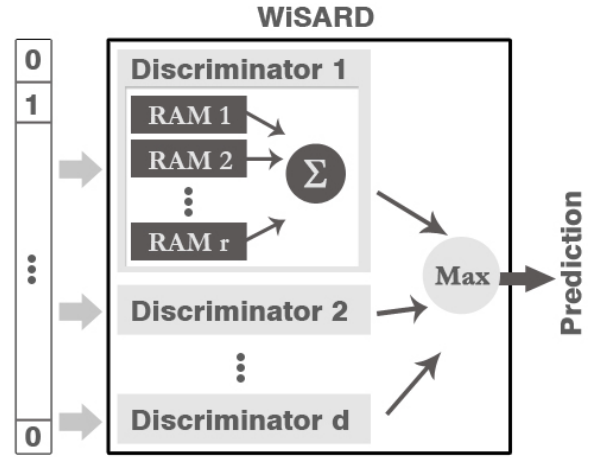 WiSARD
0
1
0
Discriminator 1
RAM 1
RAM 2
RAM r
Σ
Discriminator 2
Discriminator d
Max
Prediction